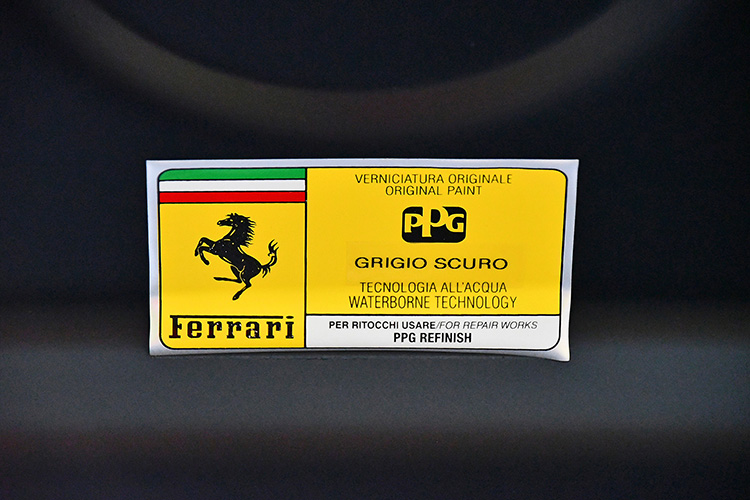 Ferrari
VERNICIATURA ORIGINALE
ORIGINAL PAINT
PPG
GRIGIO SCURO
TECNOLOGIA ALL'ACQUA
WATERBORNE TECHNOLOGY
PER RITOCCHI USARE/FOR REPAIR WORKS
PPG REFINISH